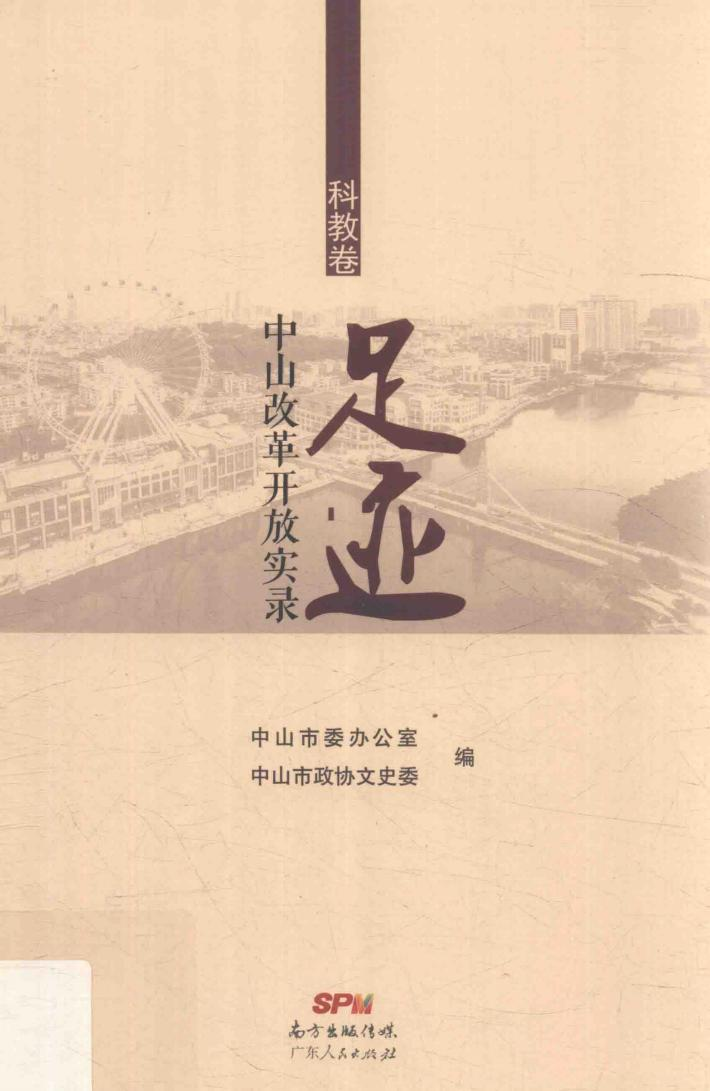 科教卷
足迹
中山改革开放实录
中山市委办公室
中山市政协文史委
编
SPM
南方出版传媒
广东人民出版社